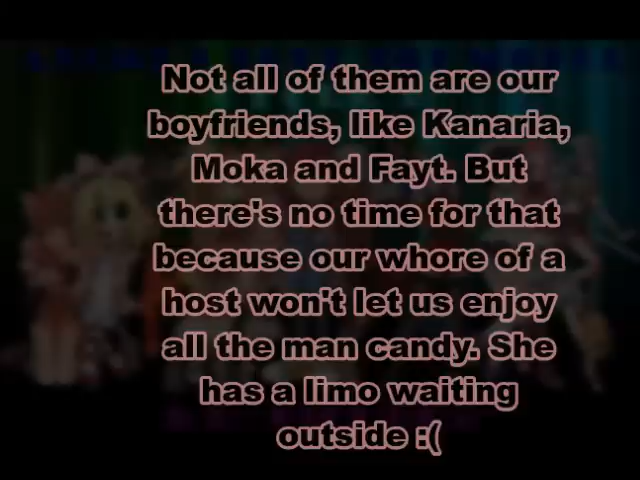 Not all of them are our
boyfriends, like Kanaria,
Moka and Fayt. But
there's no time for that
because our whore of a
host won't let us enjoy
all the man candy. She
has a limo waiting
outside :(